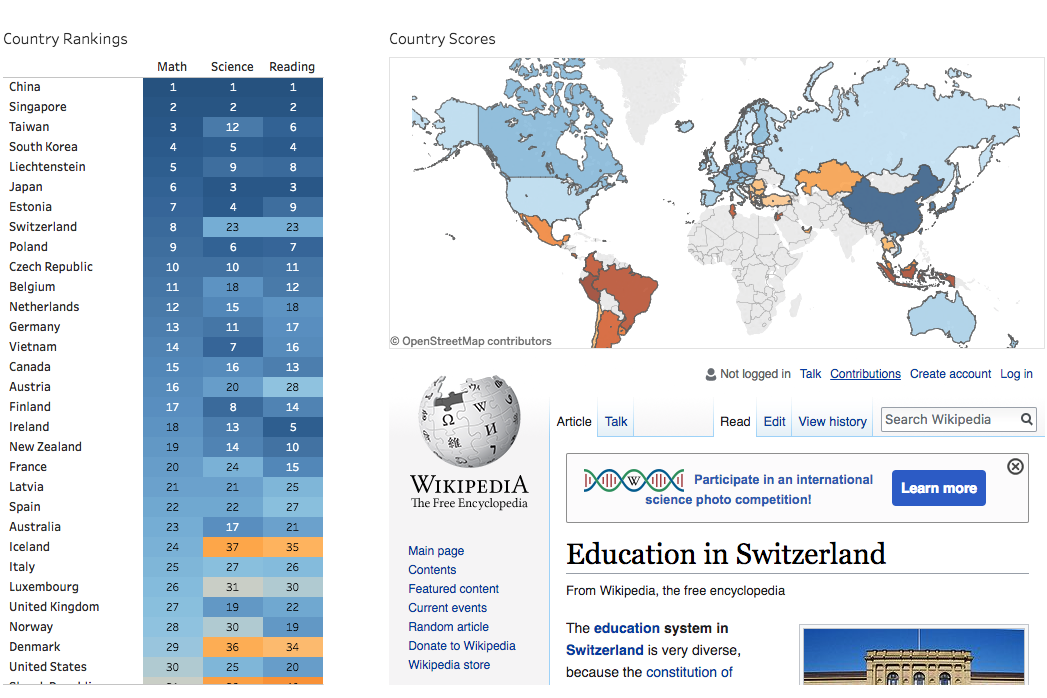 Country Rankings
Math Science Reading
China 1 1 1
Singapore 2 2 2
Taiwan 3 12 6
South Korea 4 5 4
Liechtenstein 5 9 8
Japan 6 3 3
Estonia 7 4 9
Switzerland 8 23 23
Poland 9 6 7
Czech Republic 10 10 11
Belgium 11 18 12
Netherlands 12 15 18
Germany 13 11 17
Vietnam 14 7 16
Canada 15 16 13
Austria 16 20 28
Finland 17 8 14
Ireland 18 13 5
New Zealand 19 14 10
France 20 24 15
Latvia 21 21 25
Spain 22 22 27
Australia 23 17 21
Iceland 24 37 35
Italy 25 27 26
Luxembourg 26 31 30
United Kingdom 27 19 22
Norway 28 30 19
Denmark 29 36 34
United States 30 25 20
Country Scores
© OpenStreetMap contributors
Not logged in Talk Contributions Create account Log in
Article Talk Read Edit View history Search Wikipedia
Ω W И 維
WIKIPEDIA
The Free Encyclopedia
W
Participate in an international
science photo competition!
Learn more
Main page
Contents
Featured content
Current events
Random article
Donate to Wikipedia
Wikipedia store
Education in Switzerland
From Wikipedia, the free encyclopedia
The education system in
Switzerland is very diverse,
because the constitution of